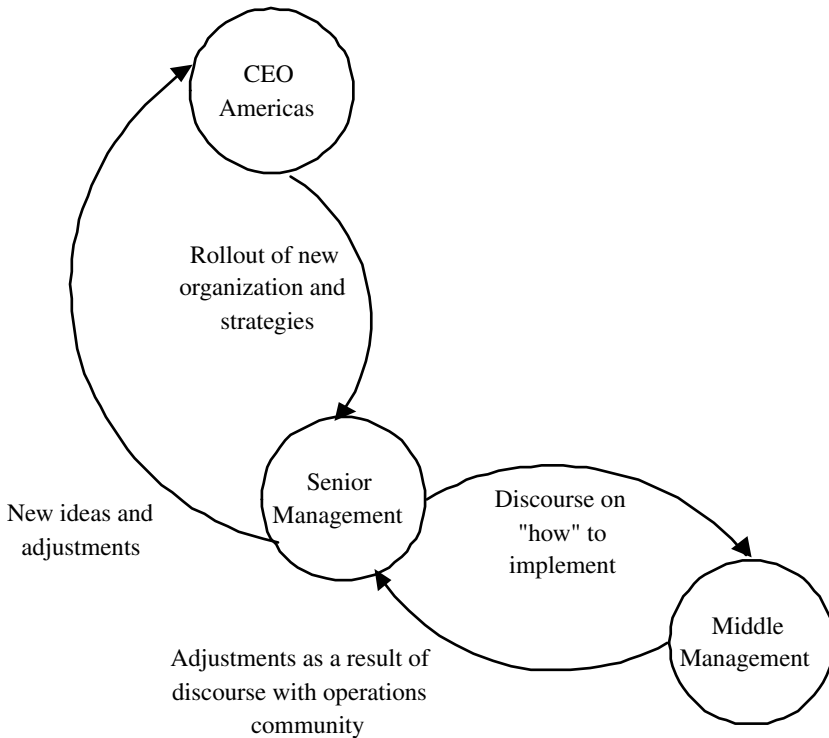 CEO
Americas
Rollout of new
organization and
strategies
Senior
Management
New ideas and
adjustments
Discourse on
"how" to
implement
Middle
Management
Adjustments as a result of
discourse with operations
community